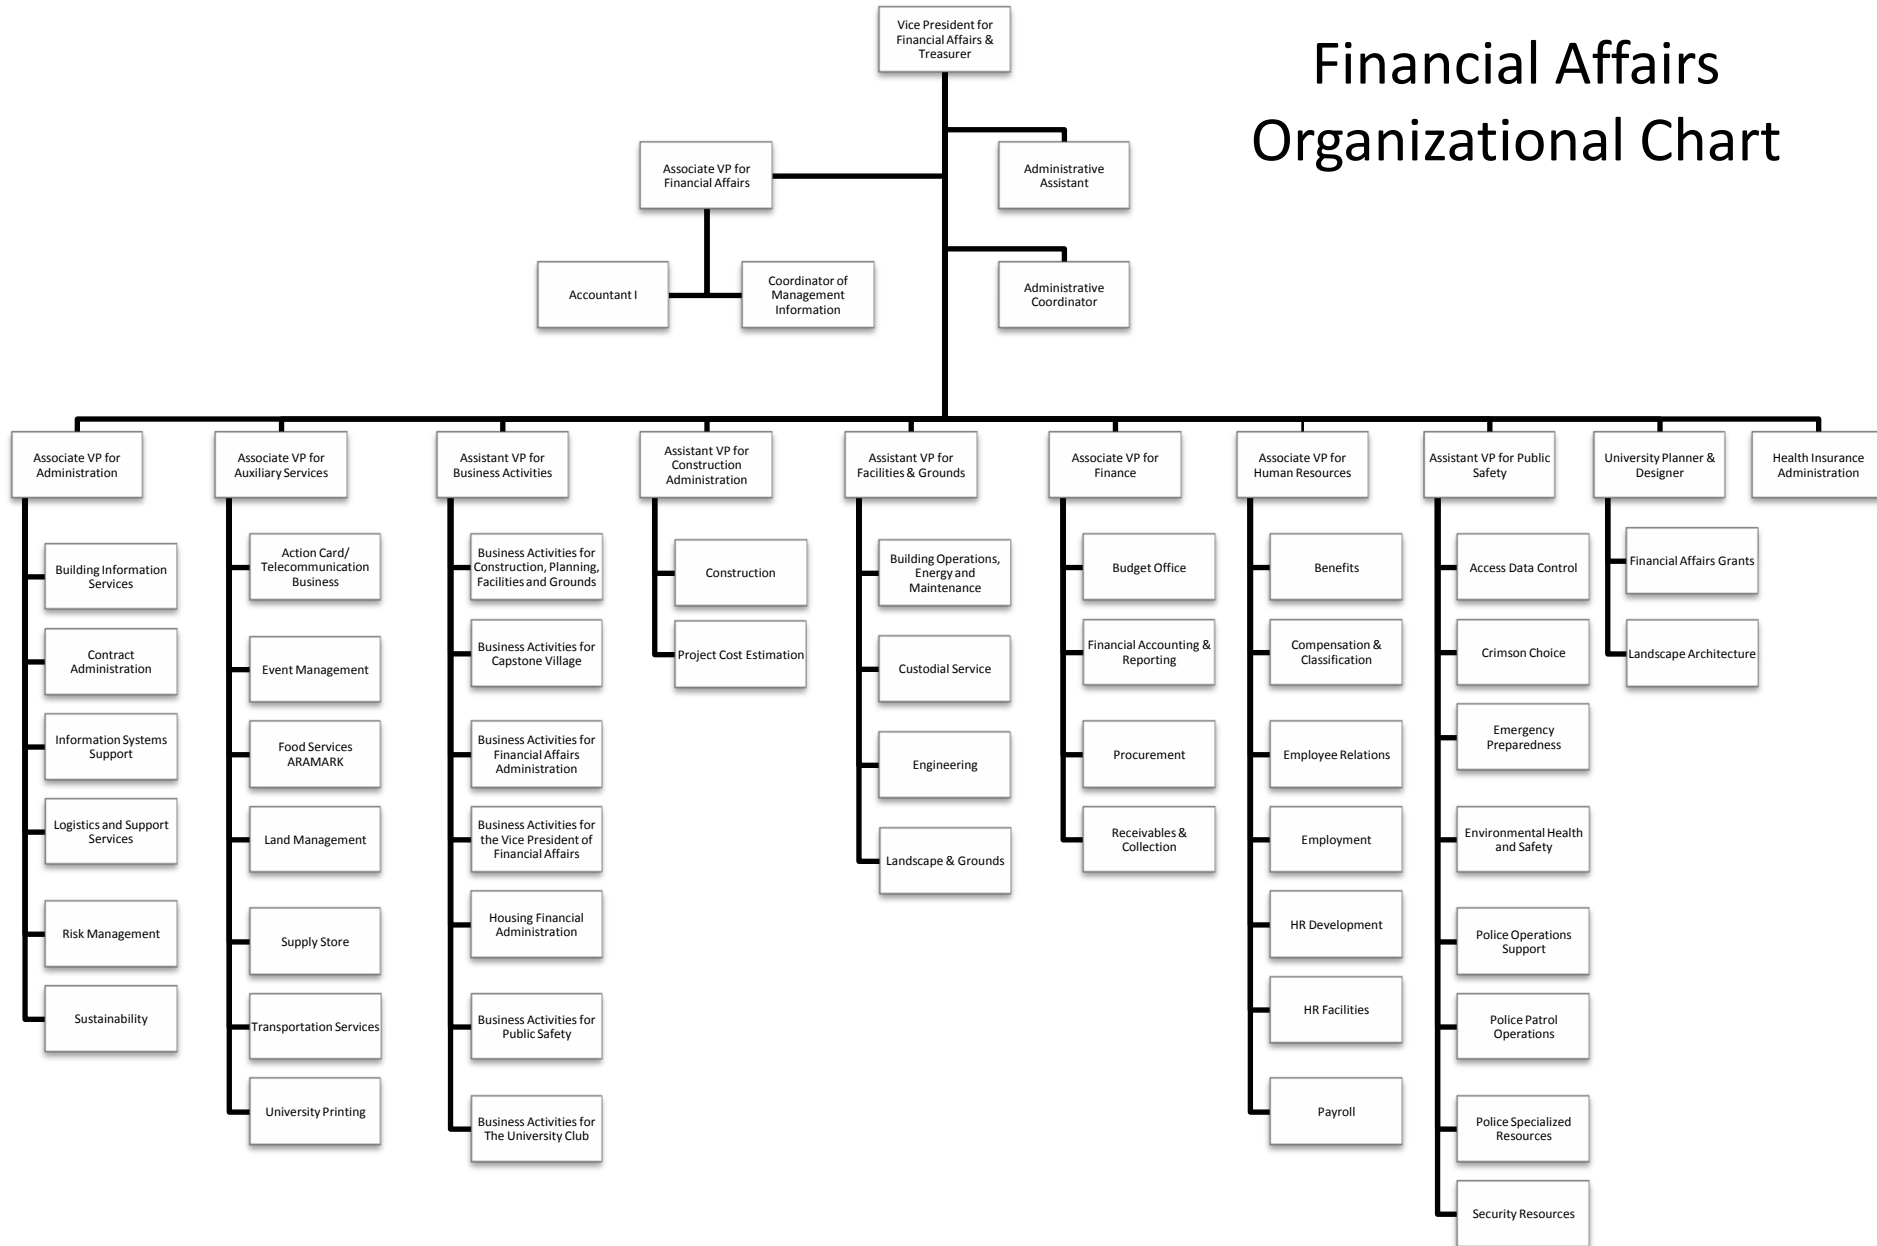 Vice President for
Financial Affairs &
Treasurer
Financial Affairs
Organizational Chart
Associate VP for
Financial Affairs
Administrative
Assistant
Accountant I
Coordinator of
Management
Information
Administrative
Coordinator
Associate VP for
Administration
Building Information
Services
Contract
Administration
Information Systems
Support
Logistics and Support
Services
Risk Management
Sustainability
Associate VP for
Auxiliary Services
Action Card/
Telecommunication
Business
Event Management
Food Services
ARAMARK
Land Management
Supply Store
Transportation Services
University Printing
Assistant VP for
Business Activities
Business Activities for
Construction, Planning,
Facilities and Grounds
Business Activities for
Capstone Village
Business Activities for
Financial Affairs
Administration
Business Activities for
the Vice President of
Financial Affairs
Housing Financial
Administration
Business Activities for
Public Safety
Business Activities for
The University Club
Assistant VP for
Construction
Administration
Construction
Project Cost Estimation
Assistant VP for
Facilities & Grounds
Building Operations,
Energy and
Maintenance
Custodial Service
Engineering
Landscape & Grounds
Associate VP for
Finance
Budget Office
Financial Accounting &
Reporting
Procurement
Receivables &
Collection
Associate VP for
Human Resources
Benefits
Compensation &
Classification
Employee Relations
Employment
HR Development
HR Facilities
Payroll
Assistant VP for Public
Safety
Access Data Control
Crimson Choice
Emergency
Preparedness
Environmental Health
and Safety
Police Operations
Support
Police Patrol
Operations
Police Specialized
Resources
Security Resources
University Planner &
Designer
Financial Affairs Grants
Landscape Architecture
Health Insurance
Administration